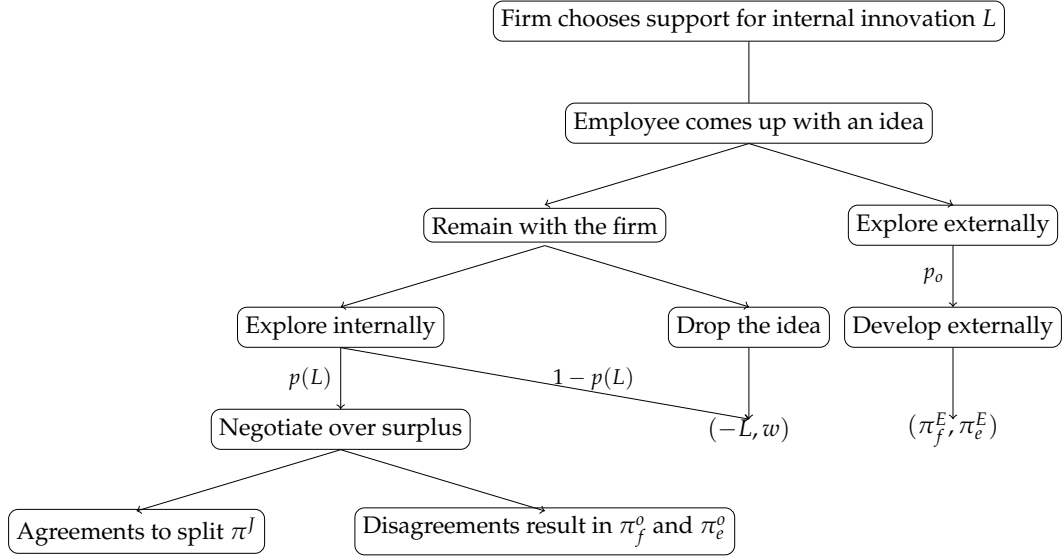 Firm chooses support for internal innovation L
Employee comes up with an idea
Remain with the firm
Explore externally
p_o
Explore internally
Drop the idea
Develop externally
p(L)
1 − p(L)
Negotiate over surplus
(−L, w)
(π_f^E, π_e^E)
Agreements to split π^J
Disagreements result in π_f^o and π_e^o